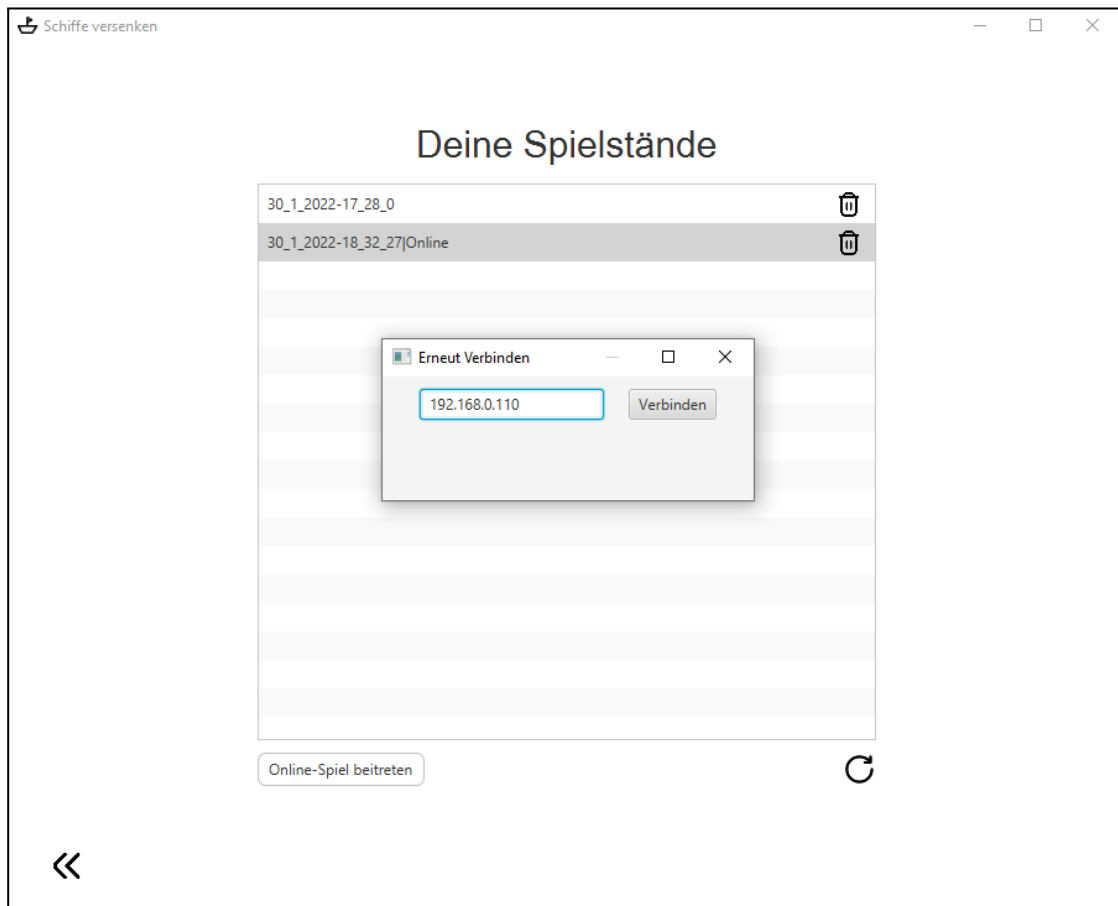 Schiffe versenken
Deine Spielstände
30_1_2022-17_28_0
30_1_2022-18_32_27|Online
Erneut Verbinden
192.168.0.110 Verbinden
Online-Spiel beitreten